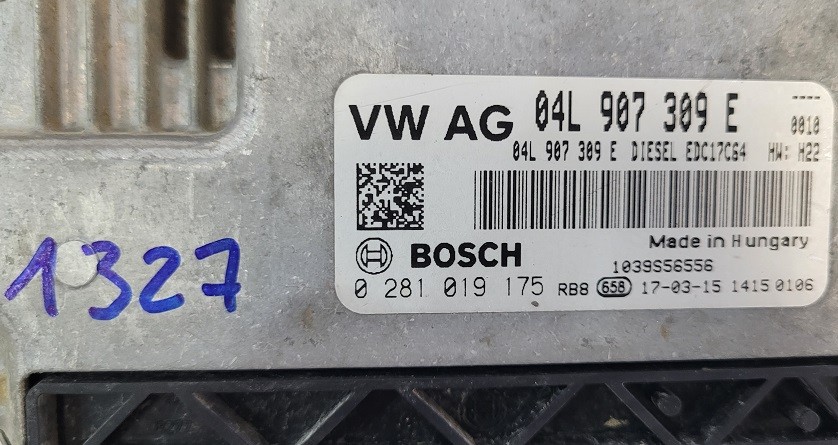 VW AG 04L 907 309 E ----
0010
04L 907 309 E DIESEL EDC17C64 HW: H22
Made in Hungary
BOSCH
1039S56556
0 281 019 175 RB8 658 17-03-15 1415 0106
1327